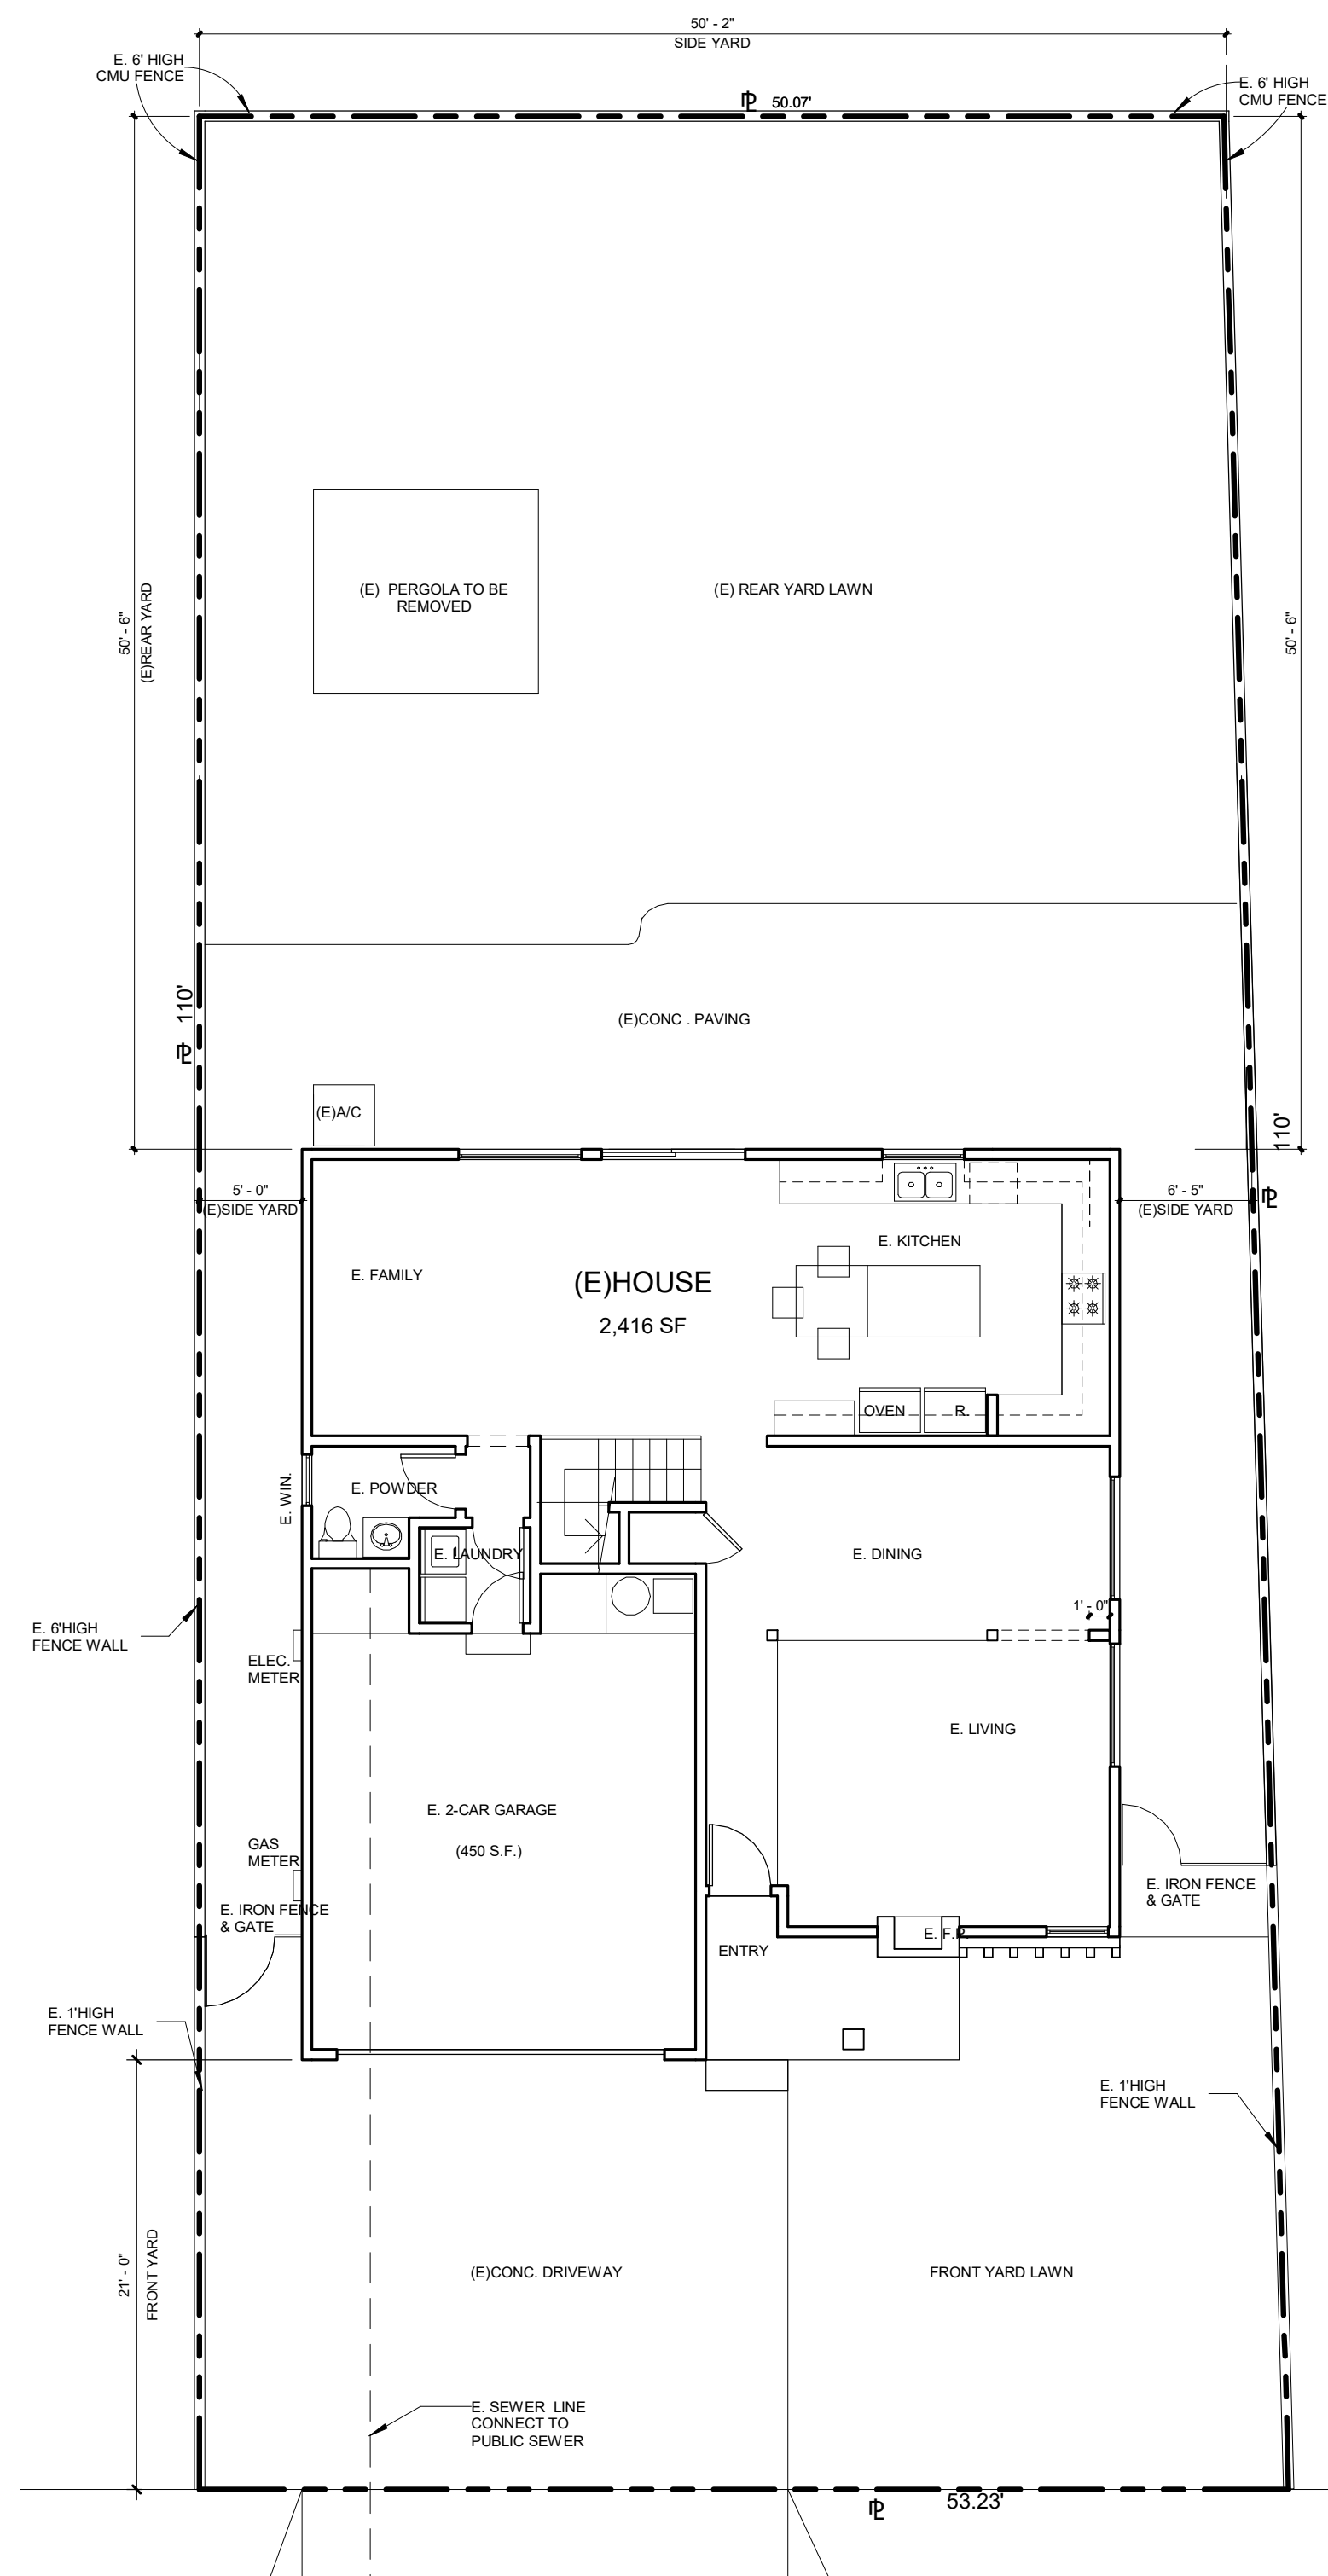 50' - 2"
SIDE YARD
E. 6' HIGH
CMU FENCE
E. 6' HIGH
CMU FENCE
PL 50.07'
50' - 6"
(E)REAR YARD
50' - 6"
(E) PERGOLA TO BE
REMOVED
(E) REAR YARD LAWN
110'
PL
(E)CONC . PAVING
(E)A/C
110'
5' - 0"
(E)SIDE YARD
6' - 5"
(E)SIDE YARD
PL
E. KITCHEN
E. FAMILY
(E)HOUSE
2,416 SF
OVEN
R.
E. WIN.
E. POWDER
E. LAUNDRY
E. DINING
1' - 0"
E. 6'HIGH
FENCE WALL
ELEC.
METER
E. LIVING
E. 2-CAR GARAGE
(450 S.F.)
GAS
METER
E. IRON FENCE
& GATE
E. IRON FENCE
& GATE
E. F.P.
ENTRY
E. 1'HIGH
FENCE WALL
E. 1'HIGH
FENCE WALL
21' - 0"
FRONT YARD
(E)CONC. DRIVEWAY
FRONT YARD LAWN
E. SEWER LINE
CONNECT TO
PUBLIC SEWER
PL
53.23'